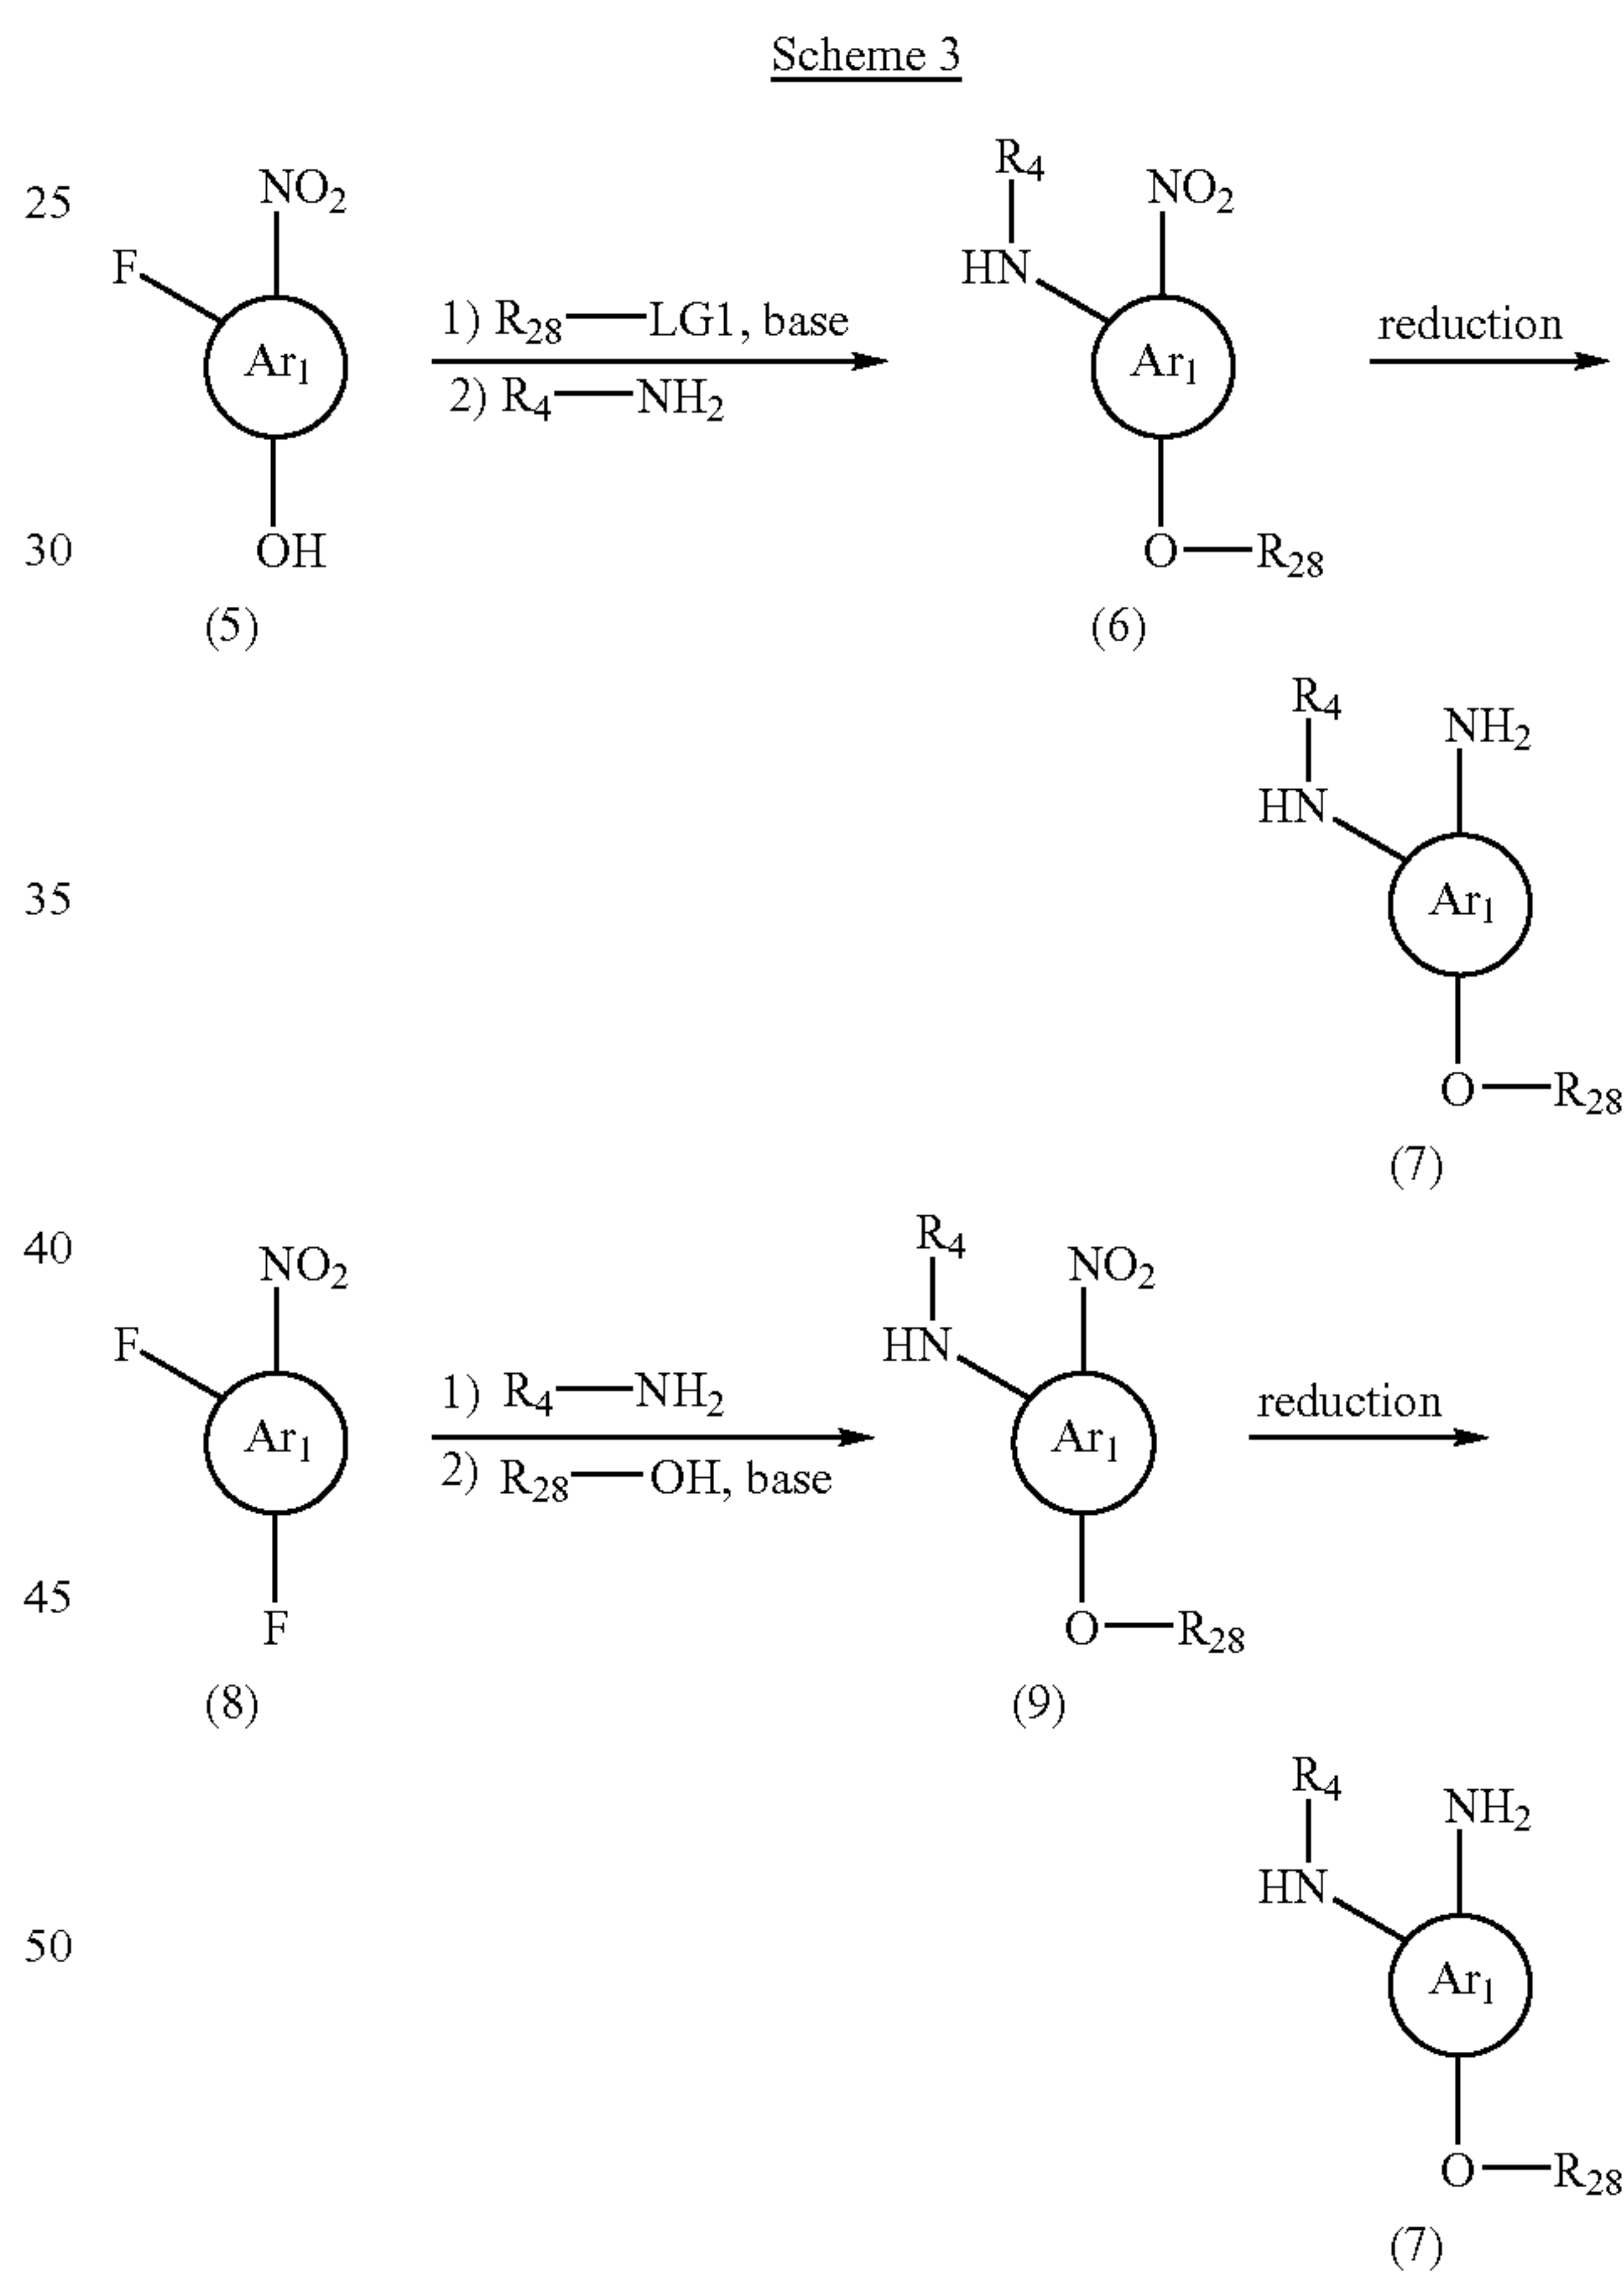 Scheme 3
R4
25 NO2 NO2
F HN
1) R28—LG1, base reduction
Ar1 Ar1
2) R4—NH2
30 OH O—R28
(5) (6)
R4
NH2
HN
35 Ar1
O—R28
(7)
40 R4
NO2 NO2
F HN
1) R4—NH2 reduction
Ar1 Ar1
2) R28—OH, base
45 F O—R28
(8) (9)
R4
NH2
HN
50 Ar1
O—R28
(7)